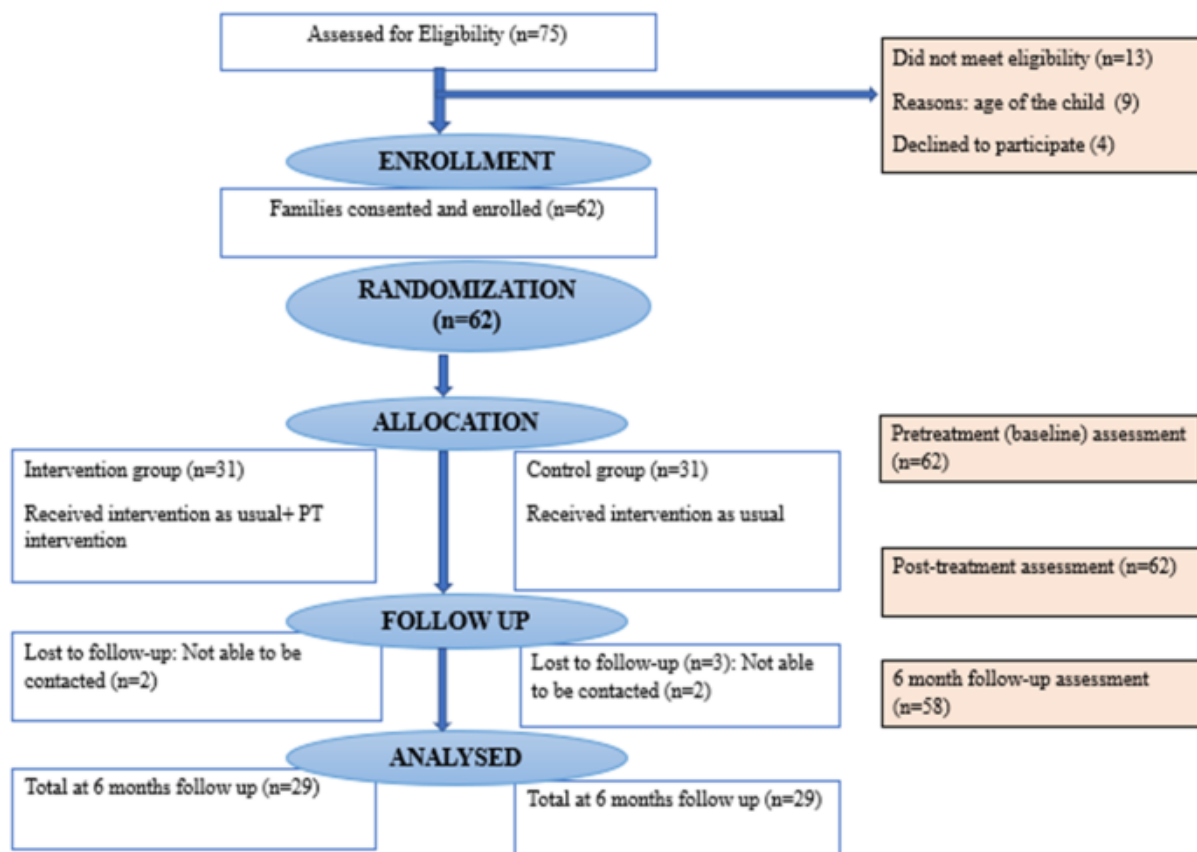 Assessed for Eligibility (n=75)
Did not meet eligibility (n=13)
Reasons: age of the child (9)
Declined to participate (4)
ENROLLMENT
Families consented and enrolled (n=62)
RANDOMIZATION
(n=62)
ALLOCATION
Intervention group (n=31)
Received intervention as usual+ PT
intervention
Control group (n=31)
Received intervention as usual
Pretreatment (baseline) assessment
(n=62)
Post-treatment assessment (n=62)
FOLLOW UP
Lost to follow-up: Not able to be
contacted (n=2)
Lost to follow-up (n=3): Not able
to be contacted (n=2)
6 month follow-up assessment
(n=58)
ANALYSED
Total at 6 months follow up (n=29)
Total at 6 months follow up (n=29)